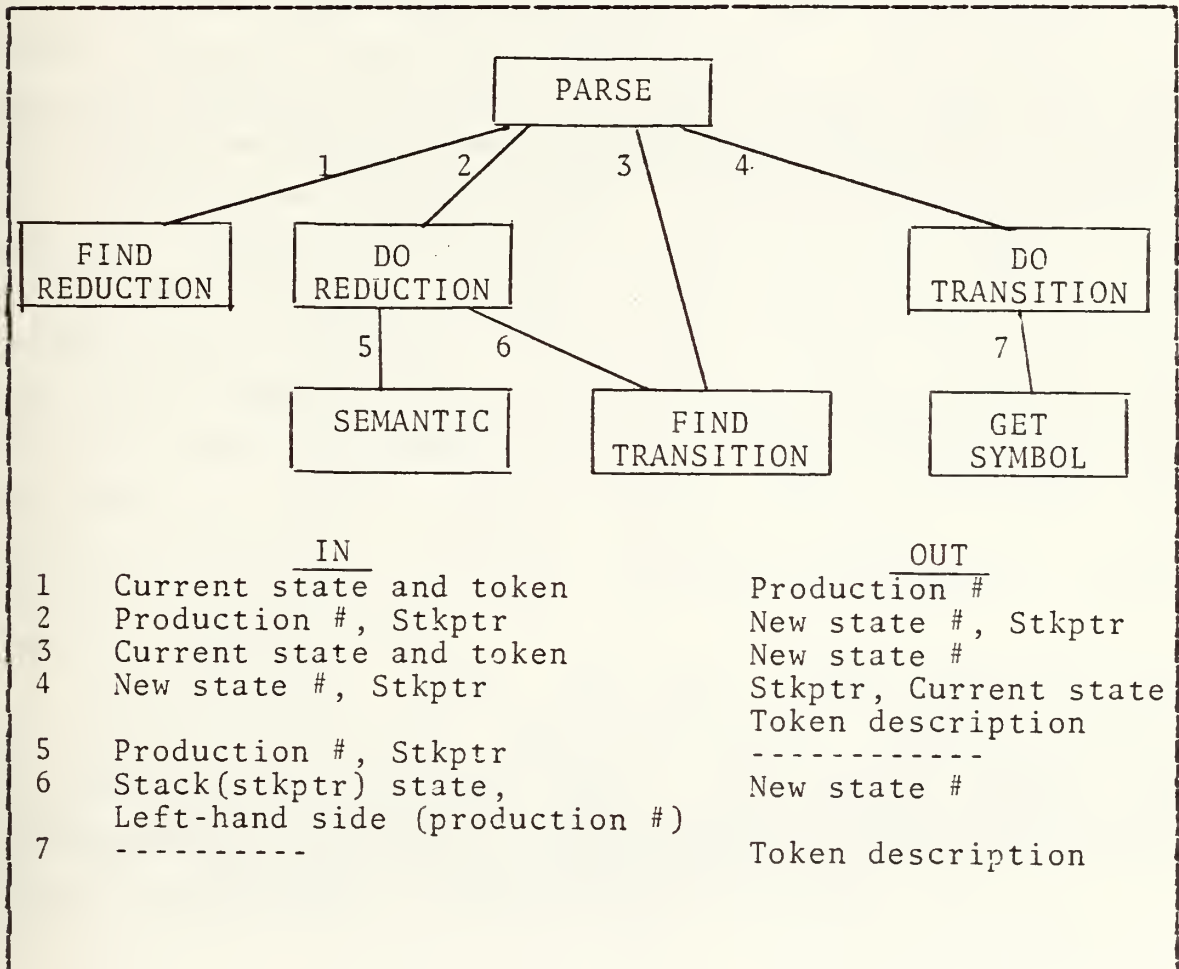 PARSE
1 2 3 4
FIND DO DO
REDUCTION REDUCTION TRANSITION
5 6 7
SEMANTIC FIND GET
TRANSITION SYMBOL
IN OUT
1 Current state and token Production #
2 Production #, Stkptr New state #, Stkptr
3 Current state and token New state #
4 New state #, Stkptr Stkptr, Current state
Token description
5 Production #, Stkptr ------------
6 Stack(stkptr) state, New state #
Left-hand side (production #)
7 ---------- Token description